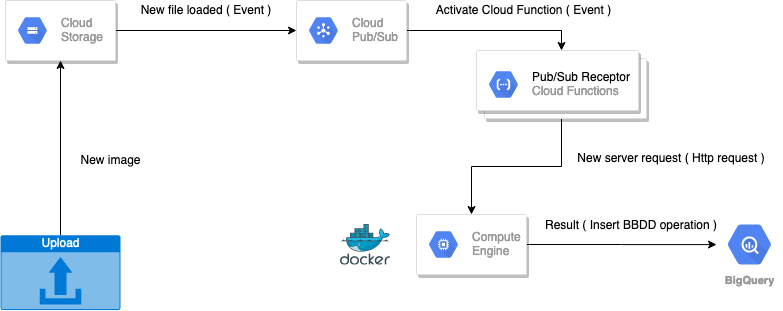 New file loaded ( Event )
Activate Cloud Function ( Event )
Cloud
Storage
Cloud
Pub/Sub
Pub/Sub Receptor
Cloud Functions
New image
New server request ( Http request )
Upload
docker
Compute
Engine
Result ( Insert BBDD operation )
BigQuery